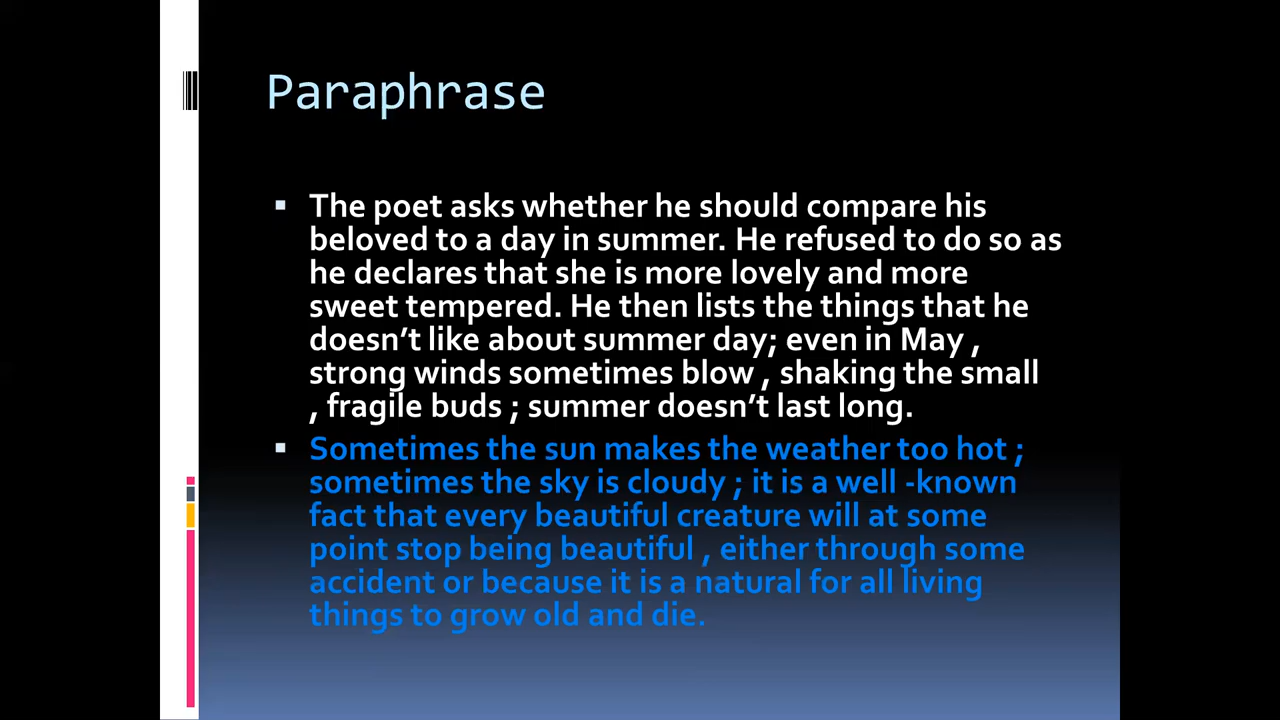 Paraphrase
▪ The poet asks whether he should compare his
beloved to a day in summer. He refused to do so as
he declares that she is more lovely and more
sweet tempered. He then lists the things that he
doesn’t like about summer day; even in May ,
strong winds sometimes blow , shaking the small
, fragile buds ; summer doesn’t last long.
▪ Sometimes the sun makes the weather too hot ;
sometimes the sky is cloudy ; it is a well -known
fact that every beautiful creature will at some
point stop being beautiful , either through some
accident or because it is a natural for all living
things to grow old and die.